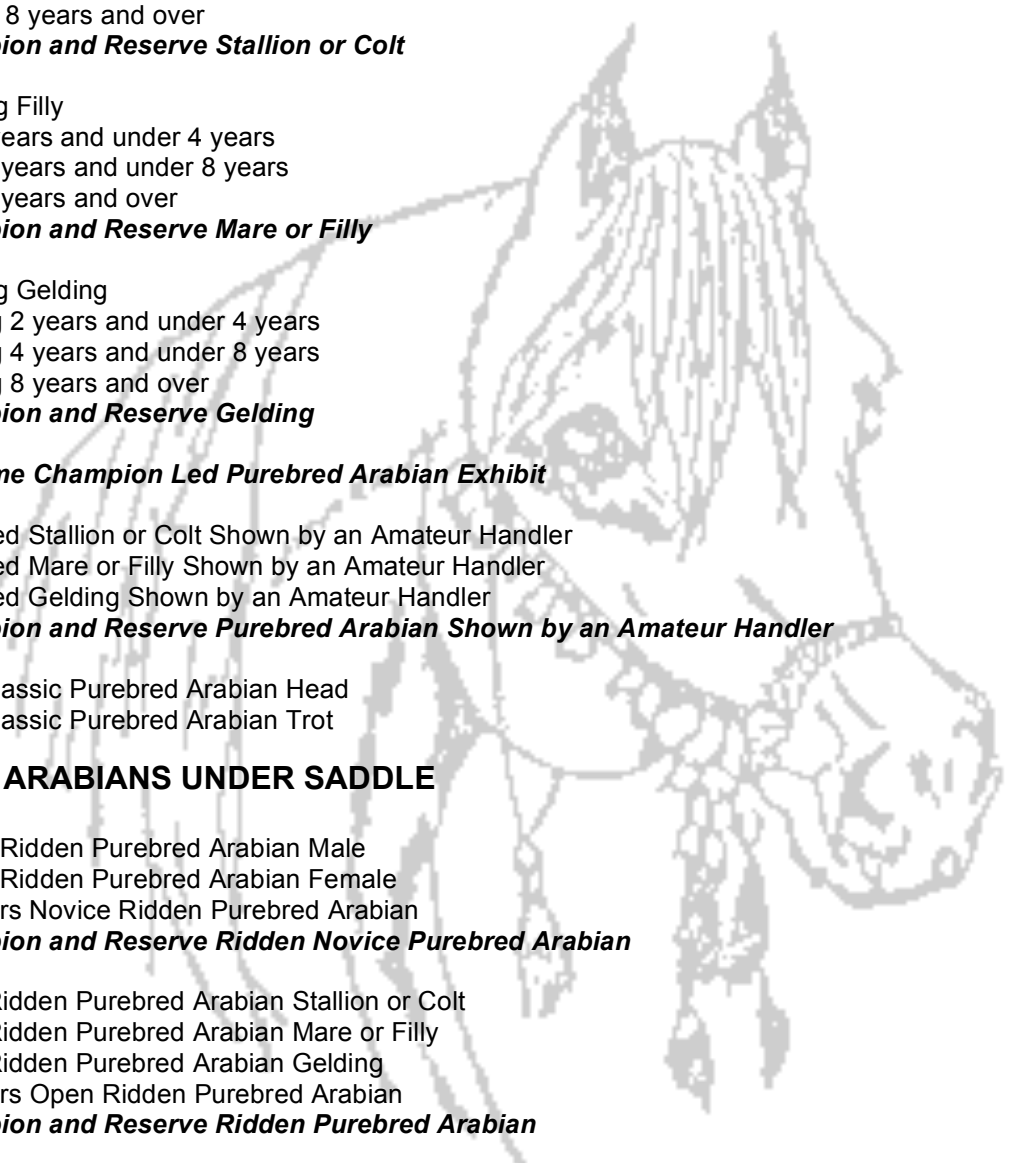 8 years and over
ion and Reserve Stallion or Colt
g Filly
ears and under 4 years
years and under 8 years
years and over
ion and Reserve Mare or Filly
g Gelding
g 2 years and under 4 years
g 4 years and under 8 years
g 8 years and over
ion and Reserve Gelding
me Champion Led Purebred Arabian Exhibit
ed Stallion or Colt Shown by an Amateur Handler
ed Mare or Filly Shown by an Amateur Handler
ed Gelding Shown by an Amateur Handler
ion and Reserve Purebred Arabian Shown by an Amateur Handler
assic Purebred Arabian Head
assic Purebred Arabian Trot
ARABIANS UNDER SADDLE
Ridden Purebred Arabian Male
Ridden Purebred Arabian Female
rs Novice Ridden Purebred Arabian
ion and Reserve Ridden Novice Purebred Arabian
Ridden Purebred Arabian Stallion or Colt
Ridden Purebred Arabian Mare or Filly
Ridden Purebred Arabian Gelding
rs Open Ridden Purebred Arabian
ion and Reserve Ridden Purebred Arabian